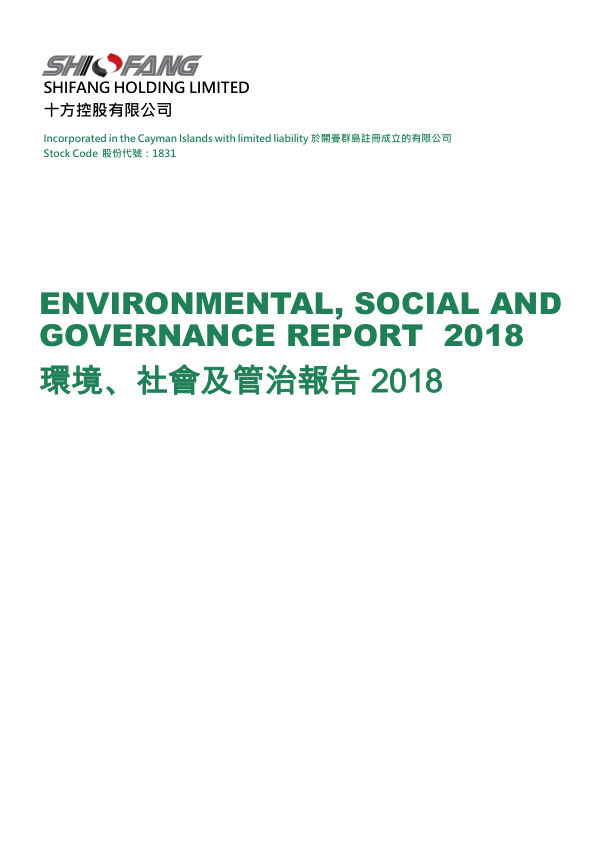 SHIFANG
SHIFANG HOLDING LIMITED
十方控股有限公司
Incorporated in the Cayman Islands with limited liability 於開曼群島註冊成立的有限公司
Stock Code 股份代號：1831
ENVIRONMENTAL, SOCIAL AND
GOVERNANCE REPORT 2018
環境、社會及管治報告 2018